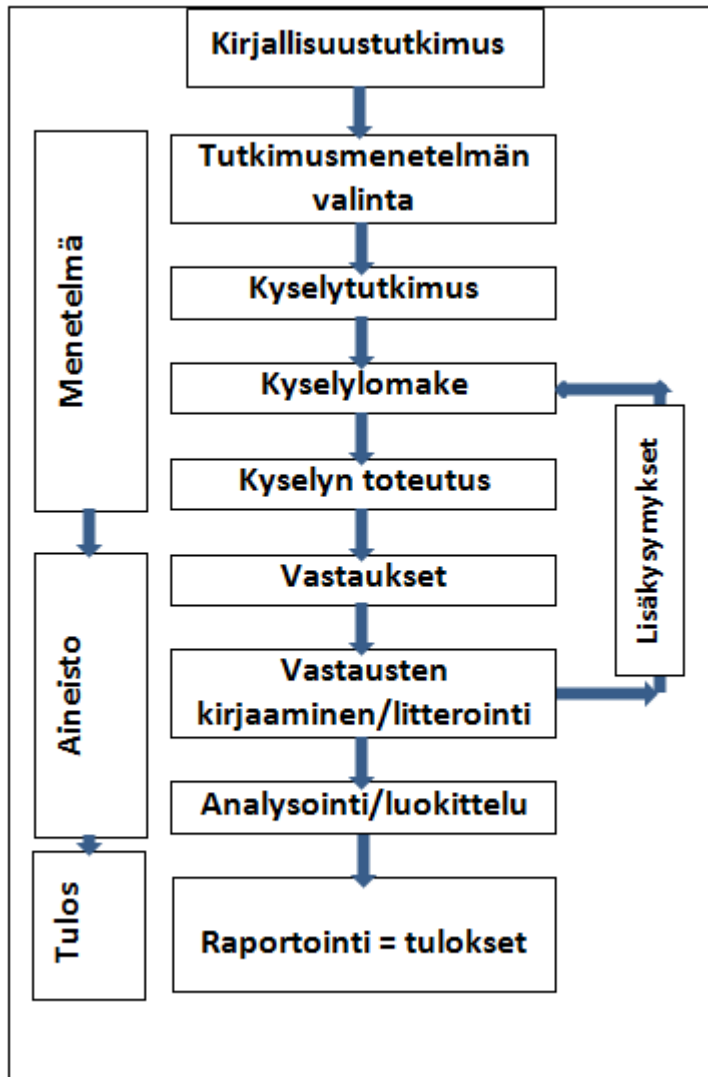 Kirjallisuustutkimus
Menetelmä
Tutkimusmenetelmän
valinta
Kyselytutkimus
Kyselylomake
Kyselyn toteutus
Lisäkysymykset
Aineisto
Vastaukset
Vastausten
kirjaaminen/litterointi
Analysointi/luokittelu
Tulos
Raportointi = tulokset